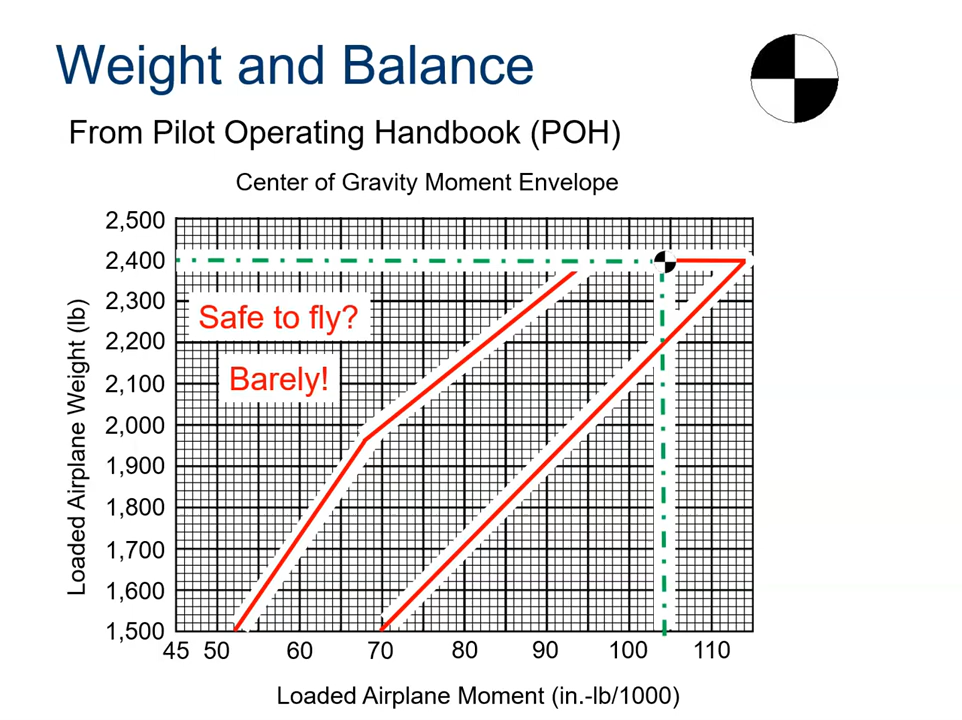 Weight and Balance
From Pilot Operating Handbook (POH)
Center of Gravity Moment Envelope
2,500
2,400
2,300
Safe to fly?
2,200
2,100
Barely!
2,000
1,900
1,800
1,700
1,600
1,500
Loaded Airplane Weight (lb)
45 50 60 70 80 90 100 110
Loaded Airplane Moment (in.-lb/1000)